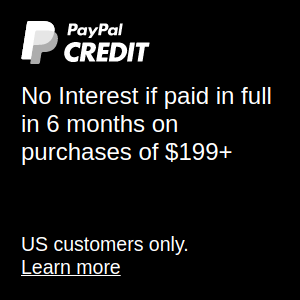 PayPal
CREDIT
No Interest if paid in full
in 6 months on
purchases of $199+
US customers only.
Learn more